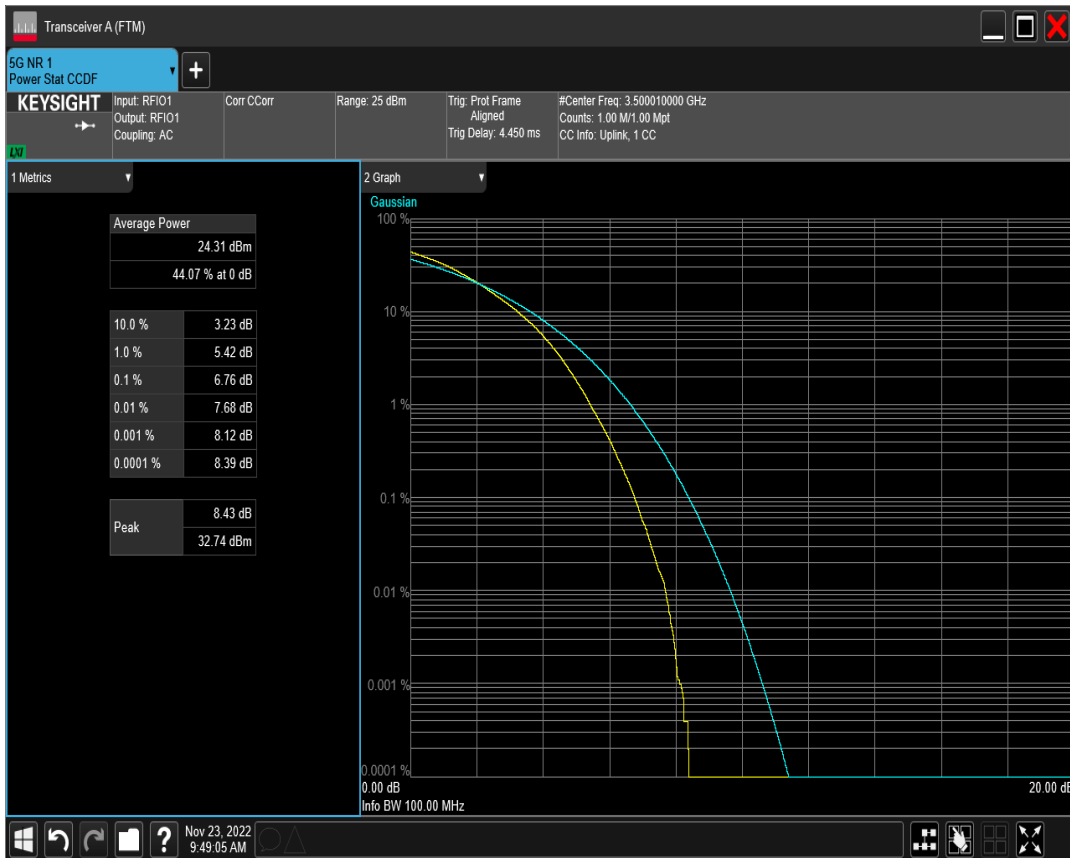 Transceiver A (FTM)
5G NR 1
Power Stat CCDF
+
KEYSIGHT
LXI
Input: RFIO1
Output: RFIO1
Coupling: AC
Corr CCorr
Range: 25 dBm
Trig: Prot Frame
Aligned
Trig Delay: 4.450 ms
#Center Freq: 3.500010000 GHz
Counts: 1.00 M/1.00 Mpt
CC Info: Uplink, 1 CC
1 Metrics
Average Power
24.31 dBm
44.07 % at 0 dB
10.0 % 3.23 dB
1.0 % 5.42 dB
0.1 % 6.76 dB
0.01 % 7.68 dB
0.001 % 8.12 dB
0.0001 % 8.39 dB
Peak
8.43 dB
32.74 dBm
2 Graph
Gaussian
100 %
10 %
1 %
0.1 %
0.01 %
0.001 %
0.0001 %
0.00 dB 20.00 dB
Info BW 100.00 MHz
?
Nov 23, 2022
9:49:05 AM